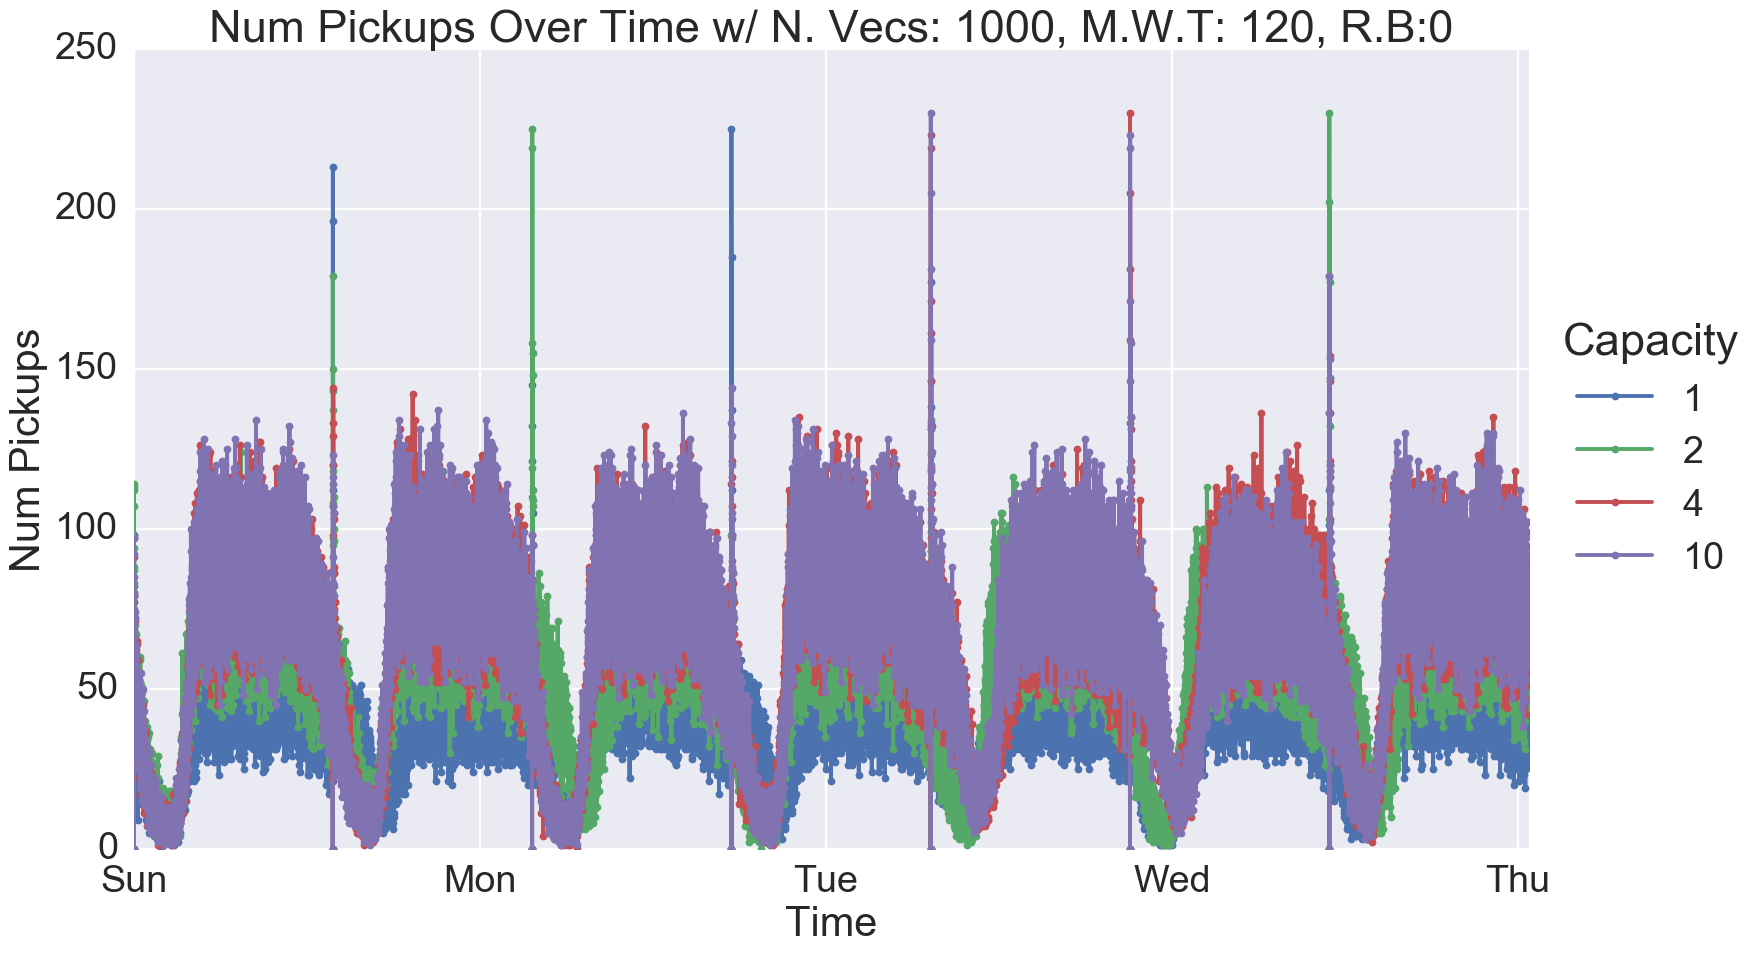 Num Pickups Over Time w/ N. Vecs: 1000, M.W.T: 120, R.B:0
250
200
150
100
50
0
Num Pickups
Sun
Mon
Tue
Wed
Thu
Time
Capacity
1
2
4
10